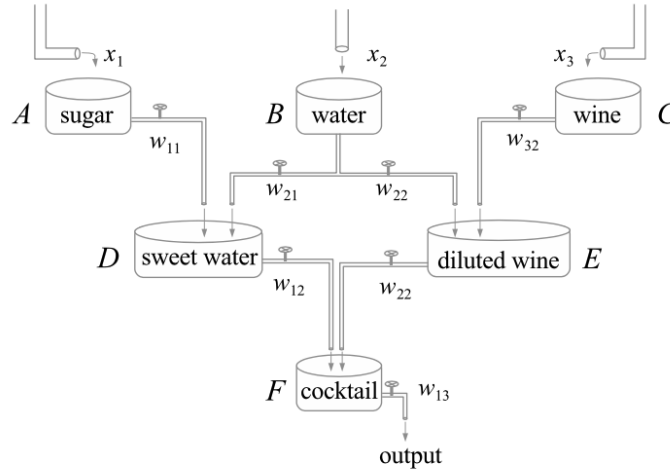 x₁
x₂
x₃
A sugar
B water
wine C
w₁₁
w₂₁
w₂₂
w₃₂
D sweet water
diluted wine E
w₁₂
w₂₂
F cocktail
w₁₃
output